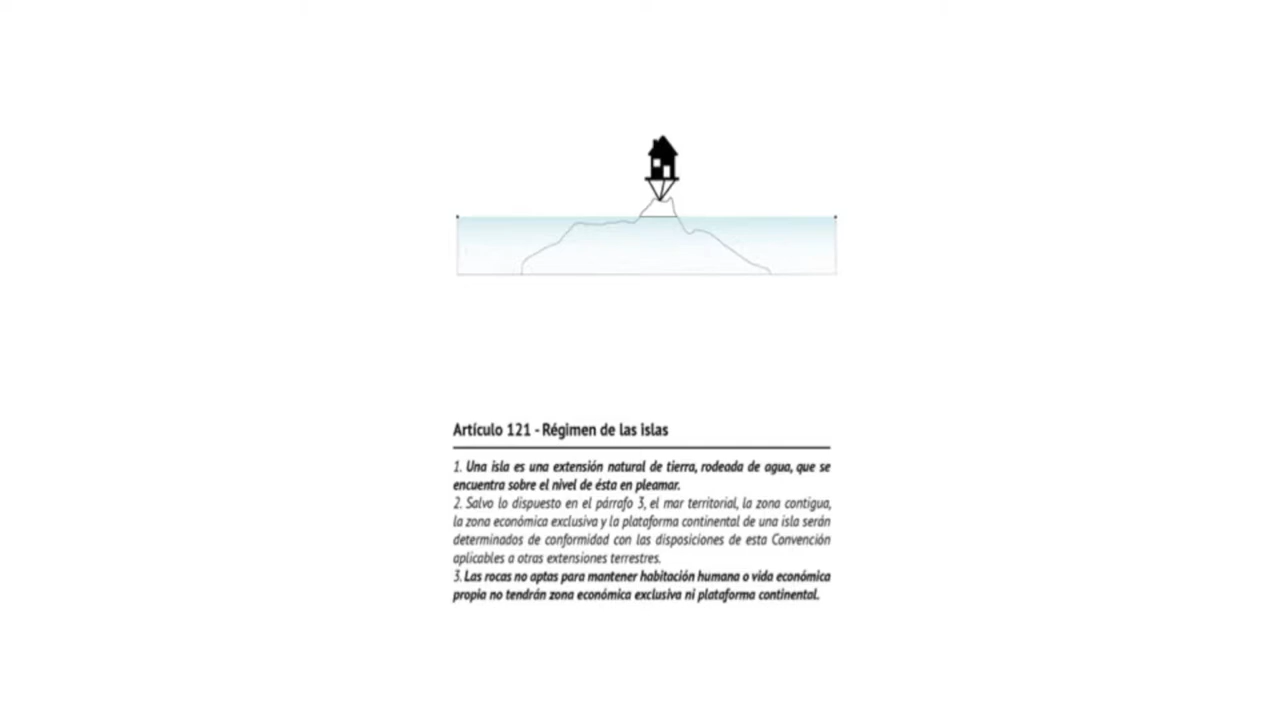 Artículo 121 - Régimen de las islas
1. Una isla es una extensión natural de tierra, rodeada de agua, que se
encuentra sobre el nivel de ésta en pleamar.
2. Salvo lo dispuesto en el párrafo 3, el mar territorial, la zona contigua,
la zona económica exclusiva y la plataforma continental de una isla serán
determinados de conformidad con las disposiciones de esta Convención
aplicables a otras extensiones terrestres.
3. Las rocas no aptas para mantener habitación humana o vida económica
propia no tendrán zona económica exclusiva ni plataforma continental.